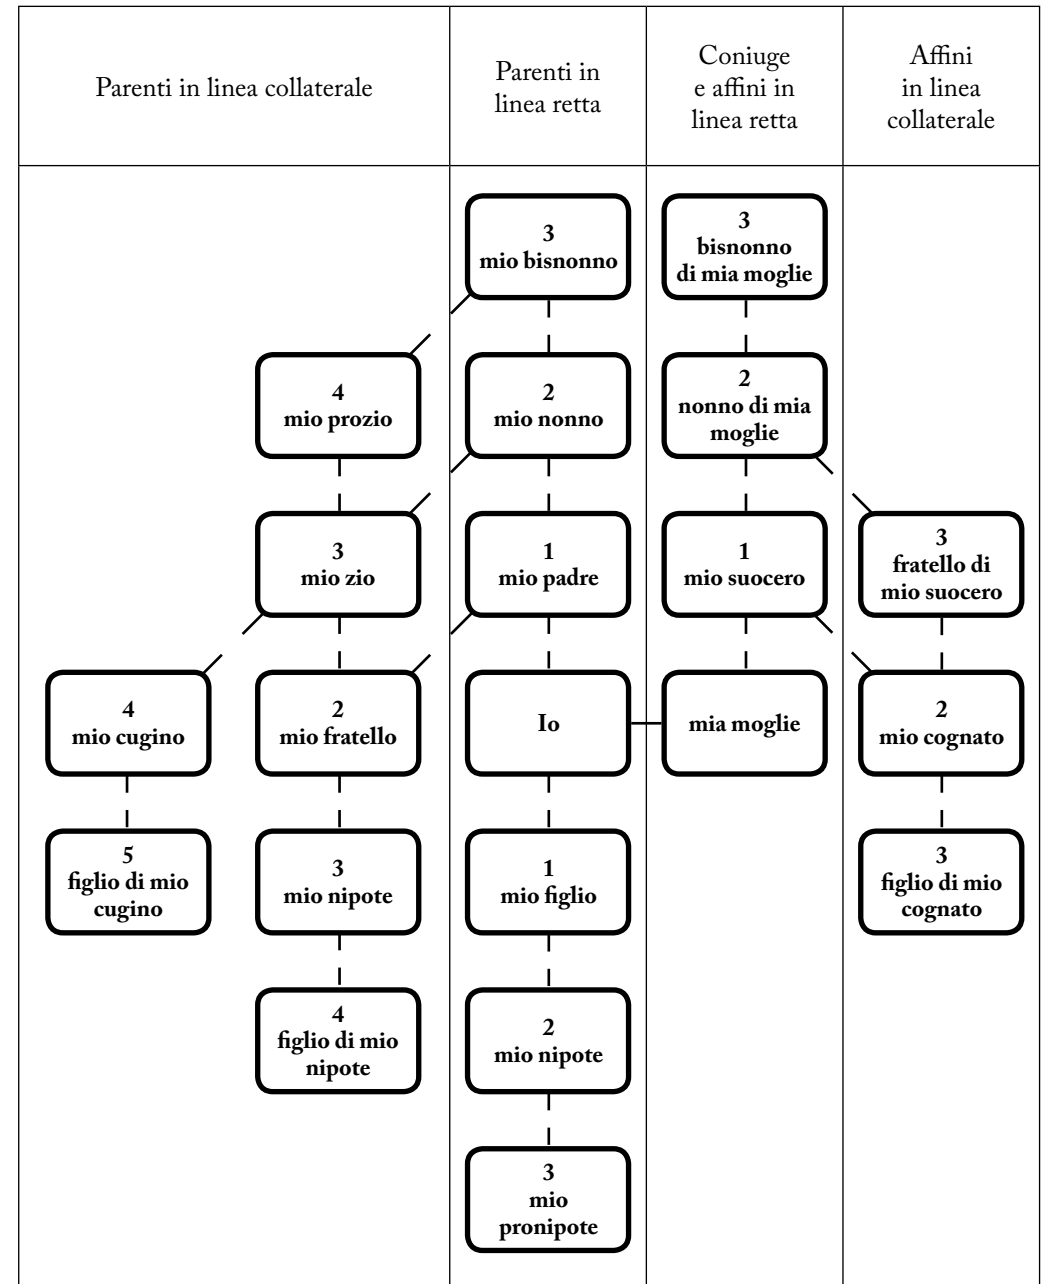 Parenti in linea collaterale
Parenti in
linea retta
Coniuge
e affini in
linea retta
Affini
in linea
collaterale
3
mio bisnonno
3
bisnonno
di mia moglie
4
mio prozio
2
mio nonno
2
nonno di mia
moglie
3
mio zio
1
mio padre
1
mio suocero
3
fratello di
mio suocero
4
mio cugino
2
mio fratello
Io
mia moglie
2
mio cognato
5
figlio di mio
cugino
3
mio nipote
1
mio figlio
3
figlio di mio
cognato
4
figlio di mio
nipote
2
mio nipote
3
mio
pronipote